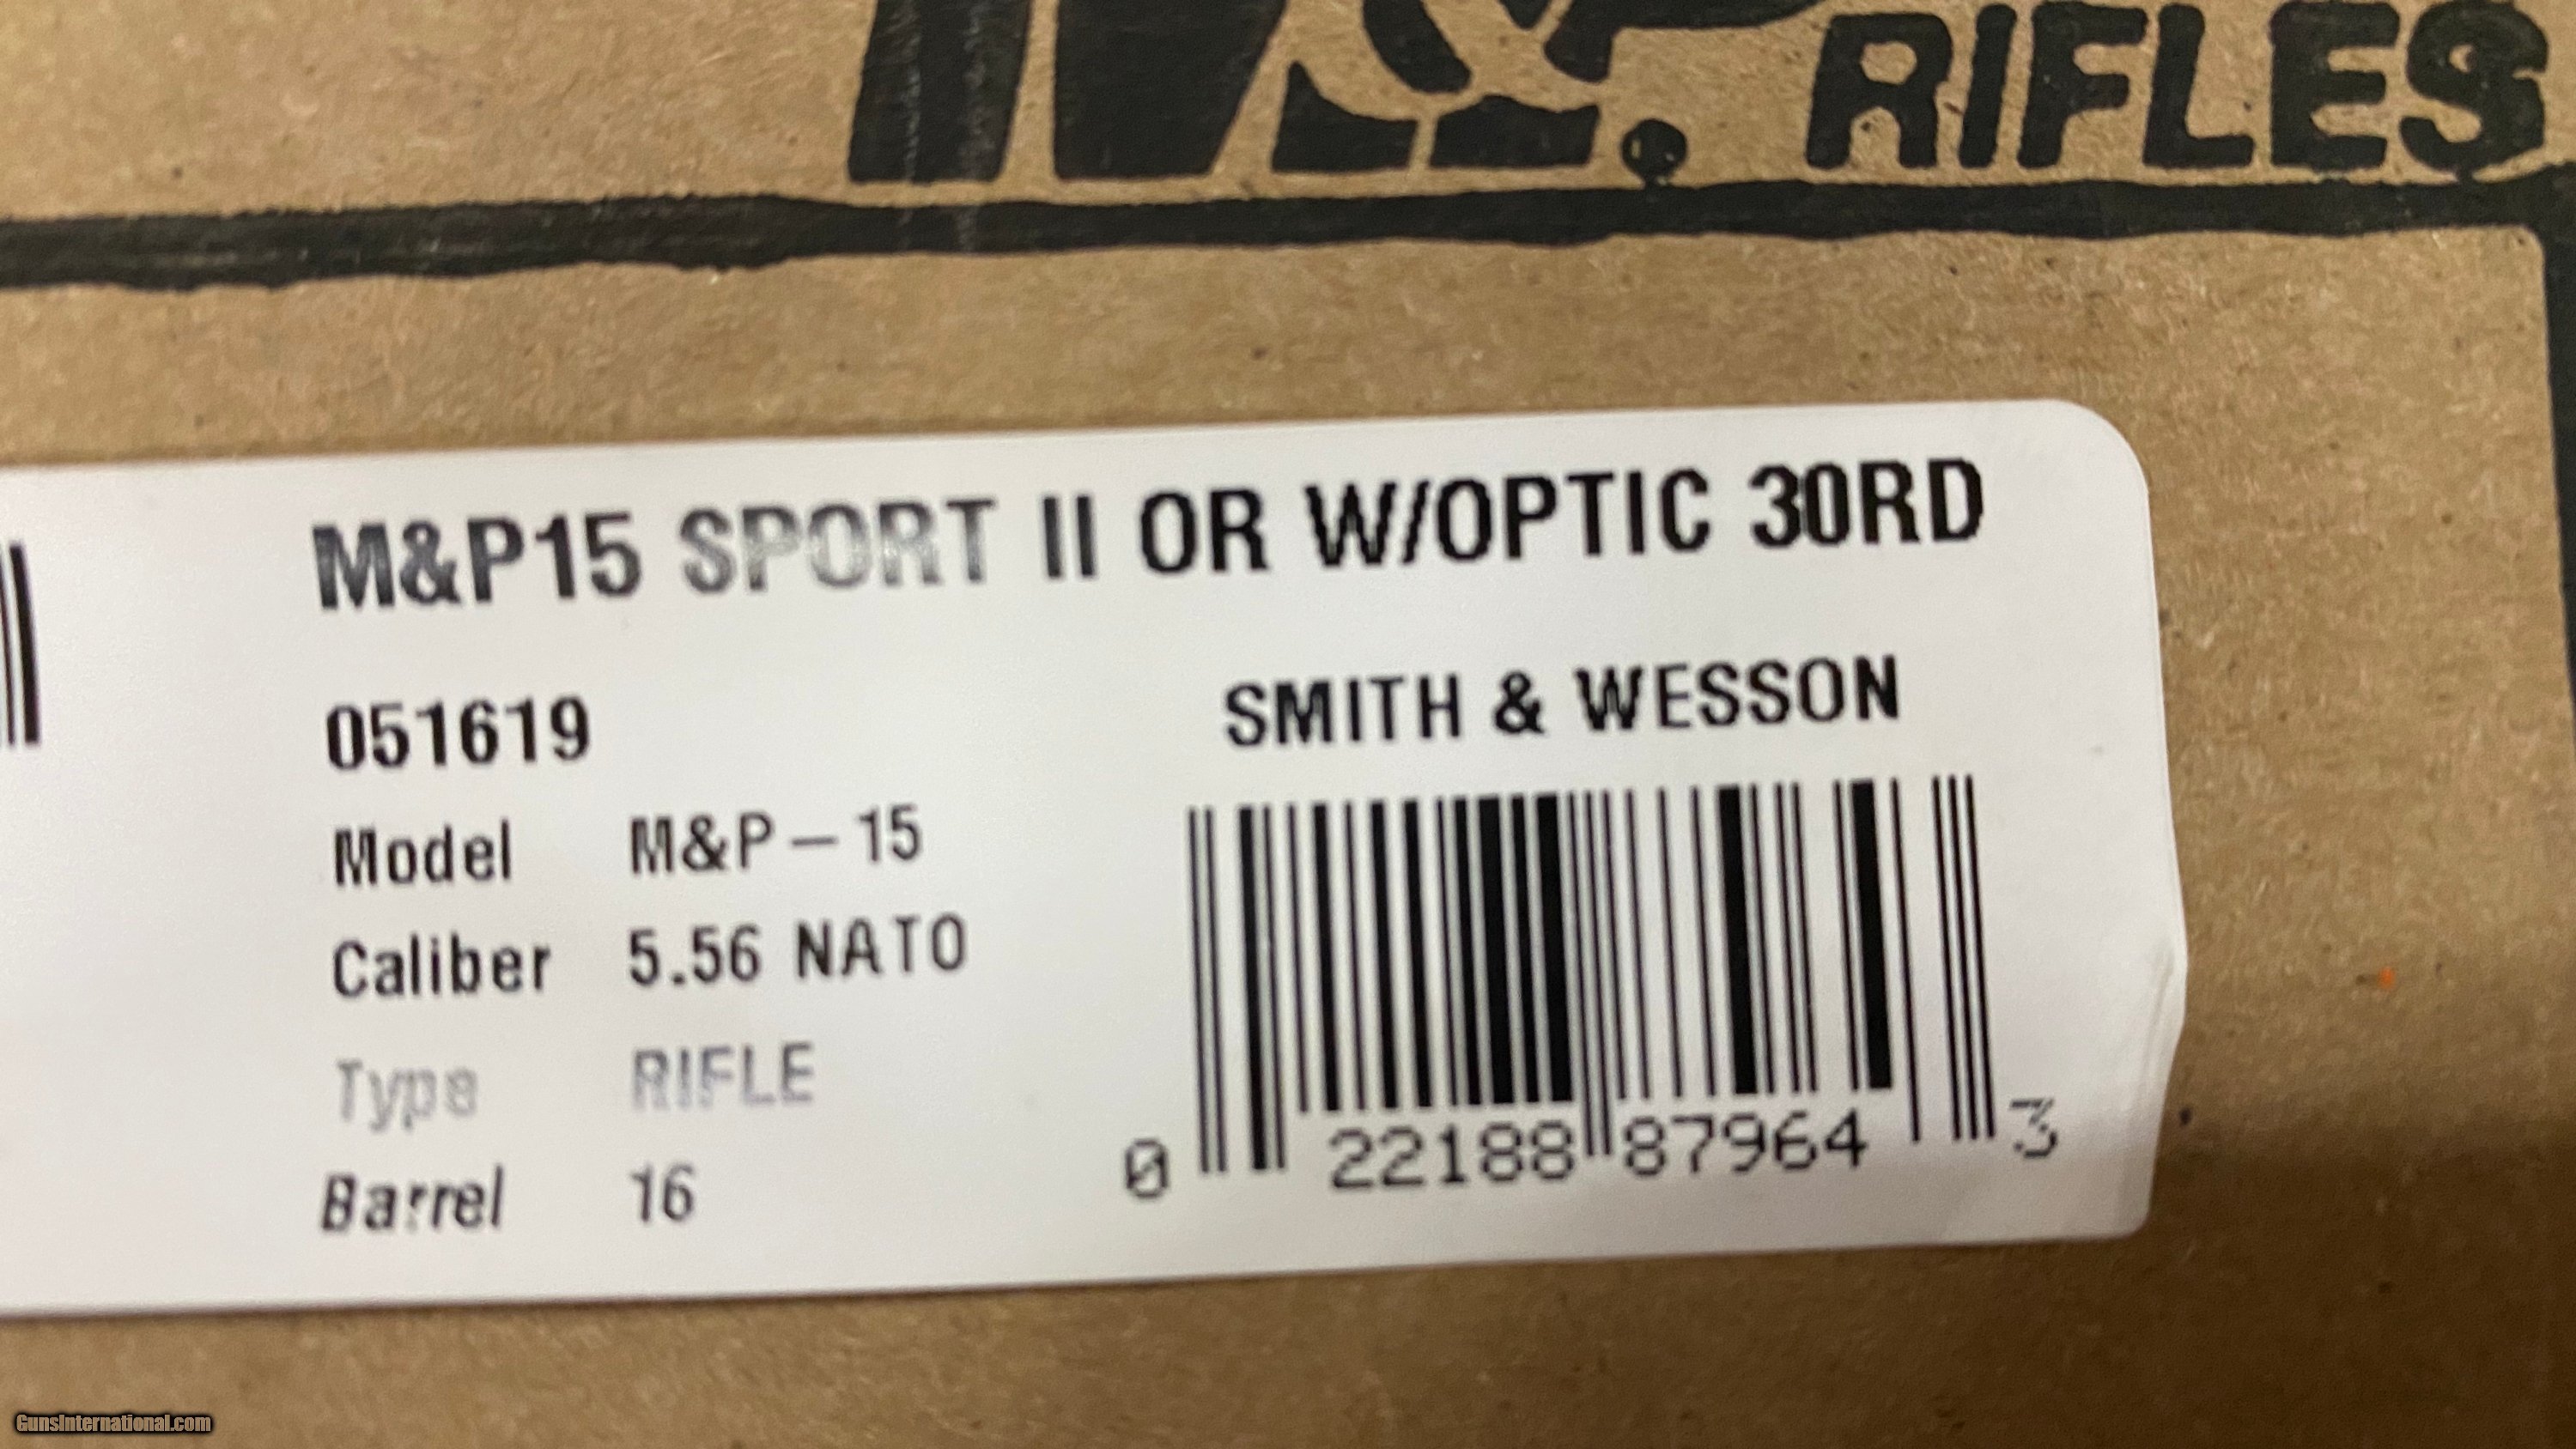 &. RIFLES
M&P15 SPORT II OR W/OPTIC 30RD
051619
SMITH & WESSON
Model M&P-15
Caliber 5.56 NATO
Type RIFLE
Barrel 16
0 22188 87964 3
GunsInternational.com